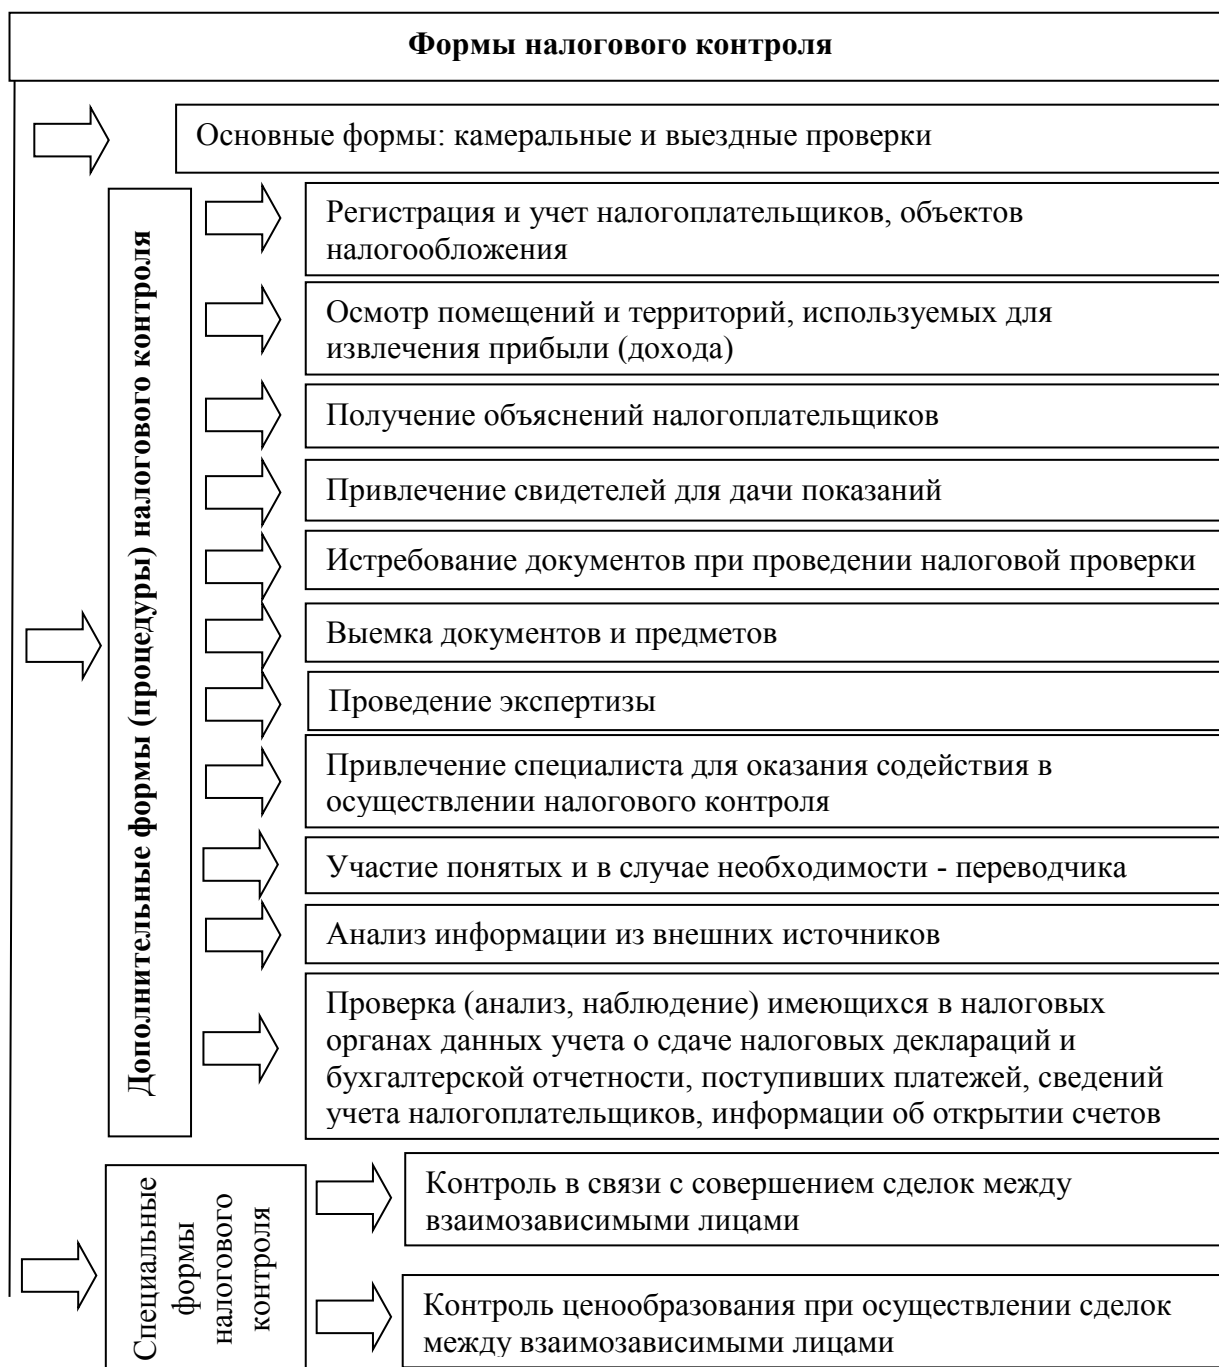 Формы налогового контроля
Основные формы: камеральные и выездные проверки
Дополнительные формы (процедуры) налогового контроля
Регистрация и учет налогоплательщиков, объектов
налогообложения
Осмотр помещений и территорий, используемых для
извлечения прибыли (дохода)
Получение объяснений налогоплательщиков
Привлечение свидетелей для дачи показаний
Истребование документов при проведении налоговой проверки
Выемка документов и предметов
Проведение экспертизы
Привлечение специалиста для оказания содействия в
осуществлении налогового контроля
Участие понятых и в случае необходимости - переводчика
Анализ информации из внешних источников
Проверка (анализ, наблюдение) имеющихся в налоговых
органах данных учета о сдаче налоговых деклараций и
бухгалтерской отчетности, поступивших платежей, сведений
учета налогоплательщиков, информации об открытии счетов
Специальные
формы
налогового
контроля
Контроль в связи с совершением сделок между
взаимозависимыми лицами
Контроль ценообразования при осуществлении сделок
между взаимозависимыми лицами